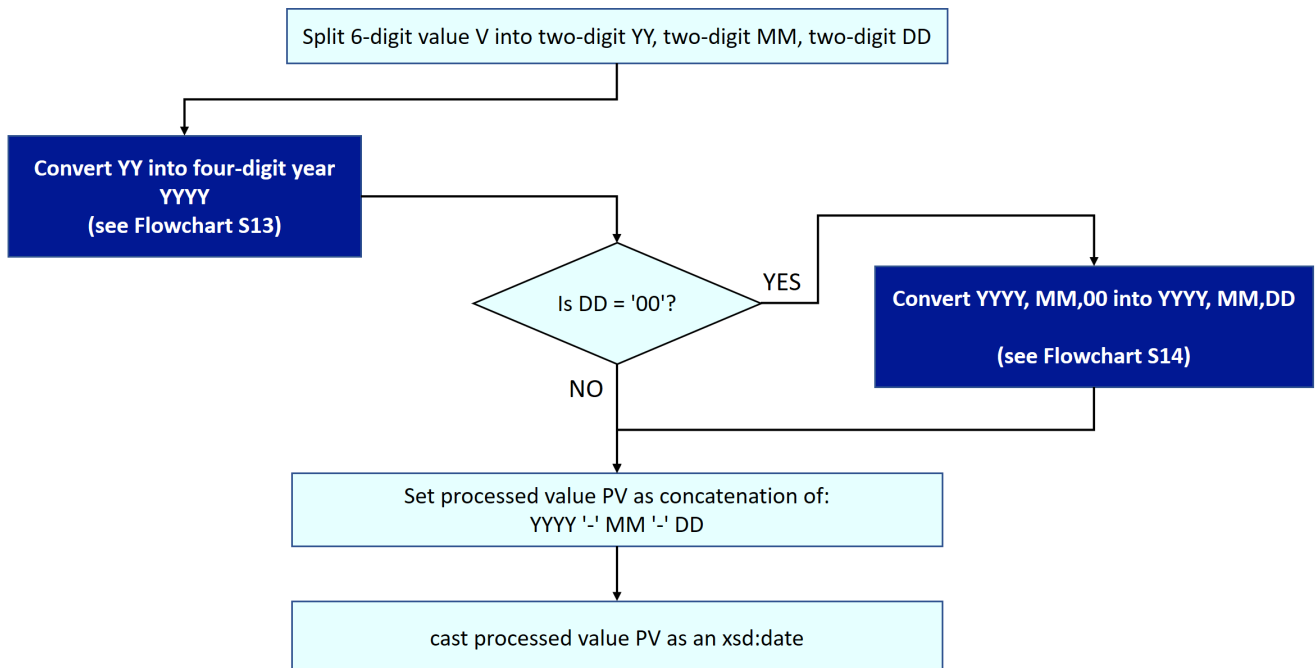 Split 6-digit value V into two-digit YY, two-digit MM, two-digit DD
Convert YY into four-digit year
YYYY
(see Flowchart S13)
Is DD = '00'?
YES
Convert YYYY, MM,00 into YYYY, MM,DD
(see Flowchart S14)
NO
Set processed value PV as concatenation of:
YYYY '-' MM '-' DD
cast processed value PV as an xsd:date